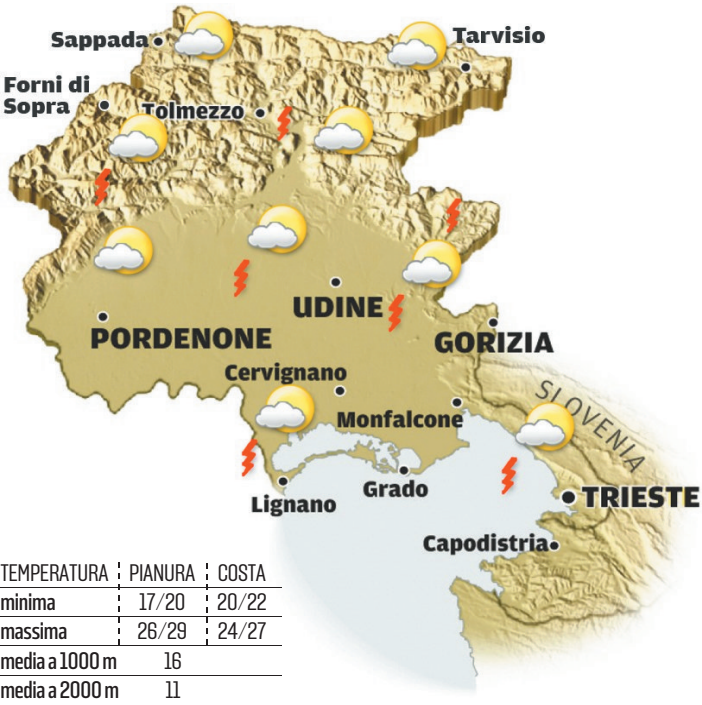 Sappada
Tarvisio
Forni di
Sopra
Tolmezzo
UDINE
PORDENONE
GORIZIA
Cervignano
SLOVENIA
Monfalcone
Grado
Lignano
TRIESTE
Capodistria
TEMPERATURA PIANURA COSTA
minima 17/20 20/22
massima 26/29 24/27
media a 1000 m 16
media a 2000 m 11